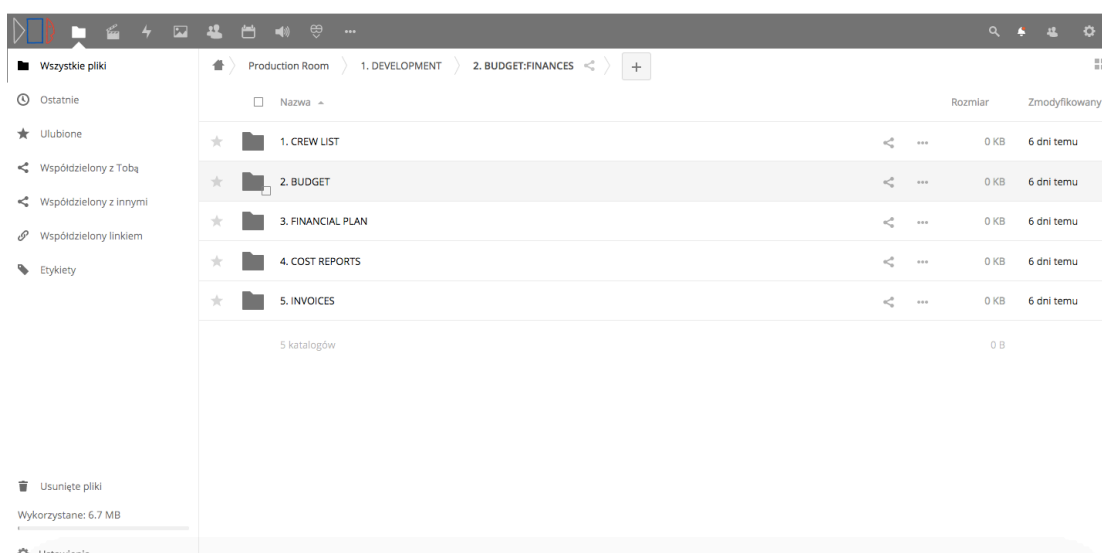 Wszystkie pliki
Production Room 1. DEVELOPMENT 2. BUDGET:FINANCES +
Ostatnie
Nazwa Rozmiar Zmodyfikowany
Ulubione
1. CREW LIST 0 KB 6 dni temu
Współdzielony z Tobą
2. BUDGET 0 KB 6 dni temu
Współdzielony z innymi
3. FINANCIAL PLAN 0 KB 6 dni temu
Współdzielony linkiem
4. COST REPORTS 0 KB 6 dni temu
Etykiety
5. INVOICES 0 KB 6 dni temu
5 katalogów 0 B
Usunięte pliki
Wykorzystane: 6.7 MB